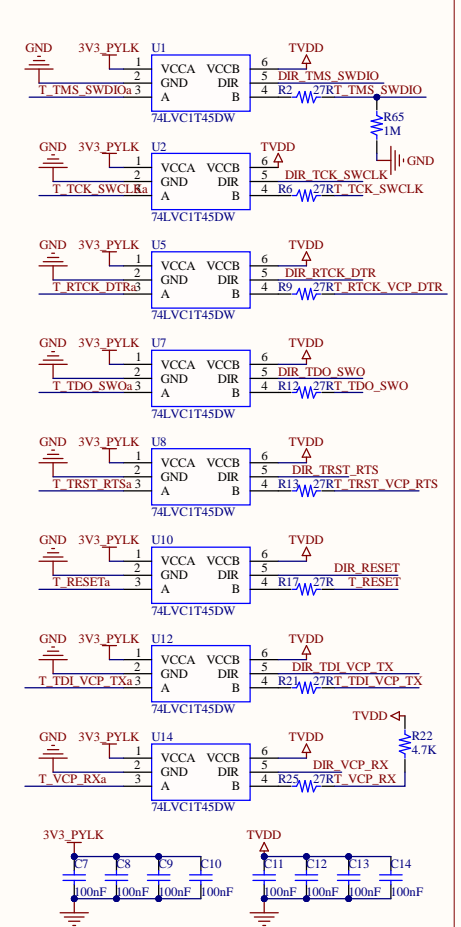 GND 3V3_PYLK U1 TVDD
1 VCCA VCCB 6
2 GND DIR 5 DIR_TMS_SWDIO
T_TMS_SWDIOa 3 A B 4 R2 27R T_TMS_SWDIO
74LVC1T45DW
R65
1M
GND
GND 3V3_PYLK U2 TVDD
1 VCCA VCCB 6
2 GND DIR 5 DIR_TCK_SWCLK
T_TCK_SWCLKa 3 A B 4 R6 27R T_TCK_SWCLK
74LVC1T45DW
GND 3V3_PYLK U5 TVDD
1 VCCA VCCB 6
2 GND DIR 5 DIR_RTCK_DTR
T_RTCK_DTRa 3 A B 4 R9 27R T_RTCK_VCP_DTR
74LVC1T45DW
GND 3V3_PYLK U7 TVDD
1 VCCA VCCB 6
2 GND DIR 5 DIR_TDO_SWO
T_TDO_SWOa 3 A B 4 R12 27R T_TDO_SWO
74LVC1T45DW
GND 3V3_PYLK U8 TVDD
1 VCCA VCCB 6
2 GND DIR 5 DIR_TRST_RTS
T_TRST_RTSa 3 A B 4 R13 27R T_TRST_VCP_RTS
74LVC1T45DW
GND 3V3_PYLK U10 TVDD
1 VCCA VCCB 6
2 GND DIR 5 DIR_RESET
T_RESETa 3 A B 4 R17 27R T_RESET
74LVC1T45DW
GND 3V3_PYLK U12 TVDD
1 VCCA VCCB 6
2 GND DIR 5 DIR_TDI_VCP_TX
T_TDI_VCP_TXa 3 A B 4 R21 27R T_TDI_VCP_TX
74LVC1T45DW
TVDD
R22
4.7K
GND 3V3_PYLK U14 TVDD
1 VCCA VCCB 6
2 GND DIR 5 DIR_VCP_RX
T_VCP_RXa 3 A B 4 R25 27R T_VCP_RX
74LVC1T45DW
3V3_PYLK TVDD
C7 C8 C9 C10 C11 C12 C13 C14
100nF 100nF 100nF 100nF 100nF 100nF 100nF 100nF